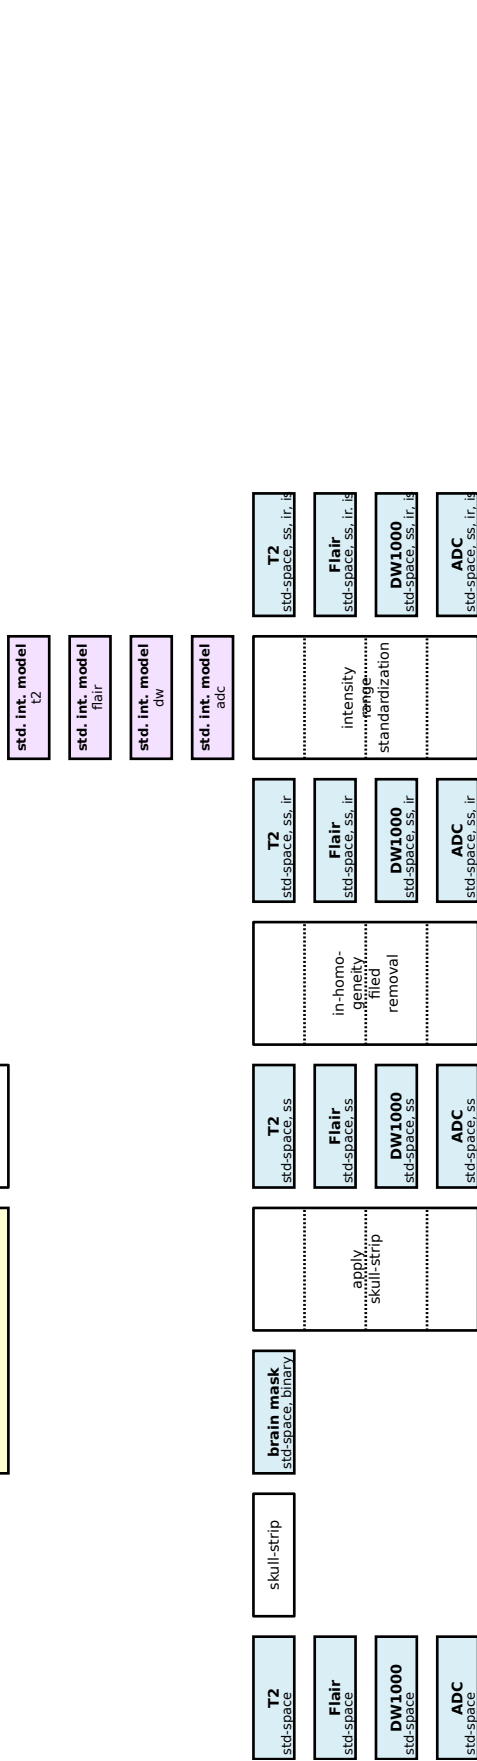 T2
std-space
Flair
std-space
DW1000
std-space
ADC
std-space
skull-strip
brain mask
std-space, binary
apply
skull-strip
T2
std-space, ss
Flair
std-space, ss
DW1000
std-space, ss
ADC
std-space, ss
in-homo-
geneity
filed
removal
T2
std-space, ss, ir
Flair
std-space, ss, ir
DW1000
std-space, ss, ir
ADC
std-space, ss, ir
std. int. model
t2
std. int. model
flair
std. int. model
dw
std. int. model
adc
intensity
range
standardization
T2
std-space, ss, ir, is
Flair
std-space, ss, ir, is
DW1000
std-space, ss, ir, is
ADC
std-space, ss, ir, is